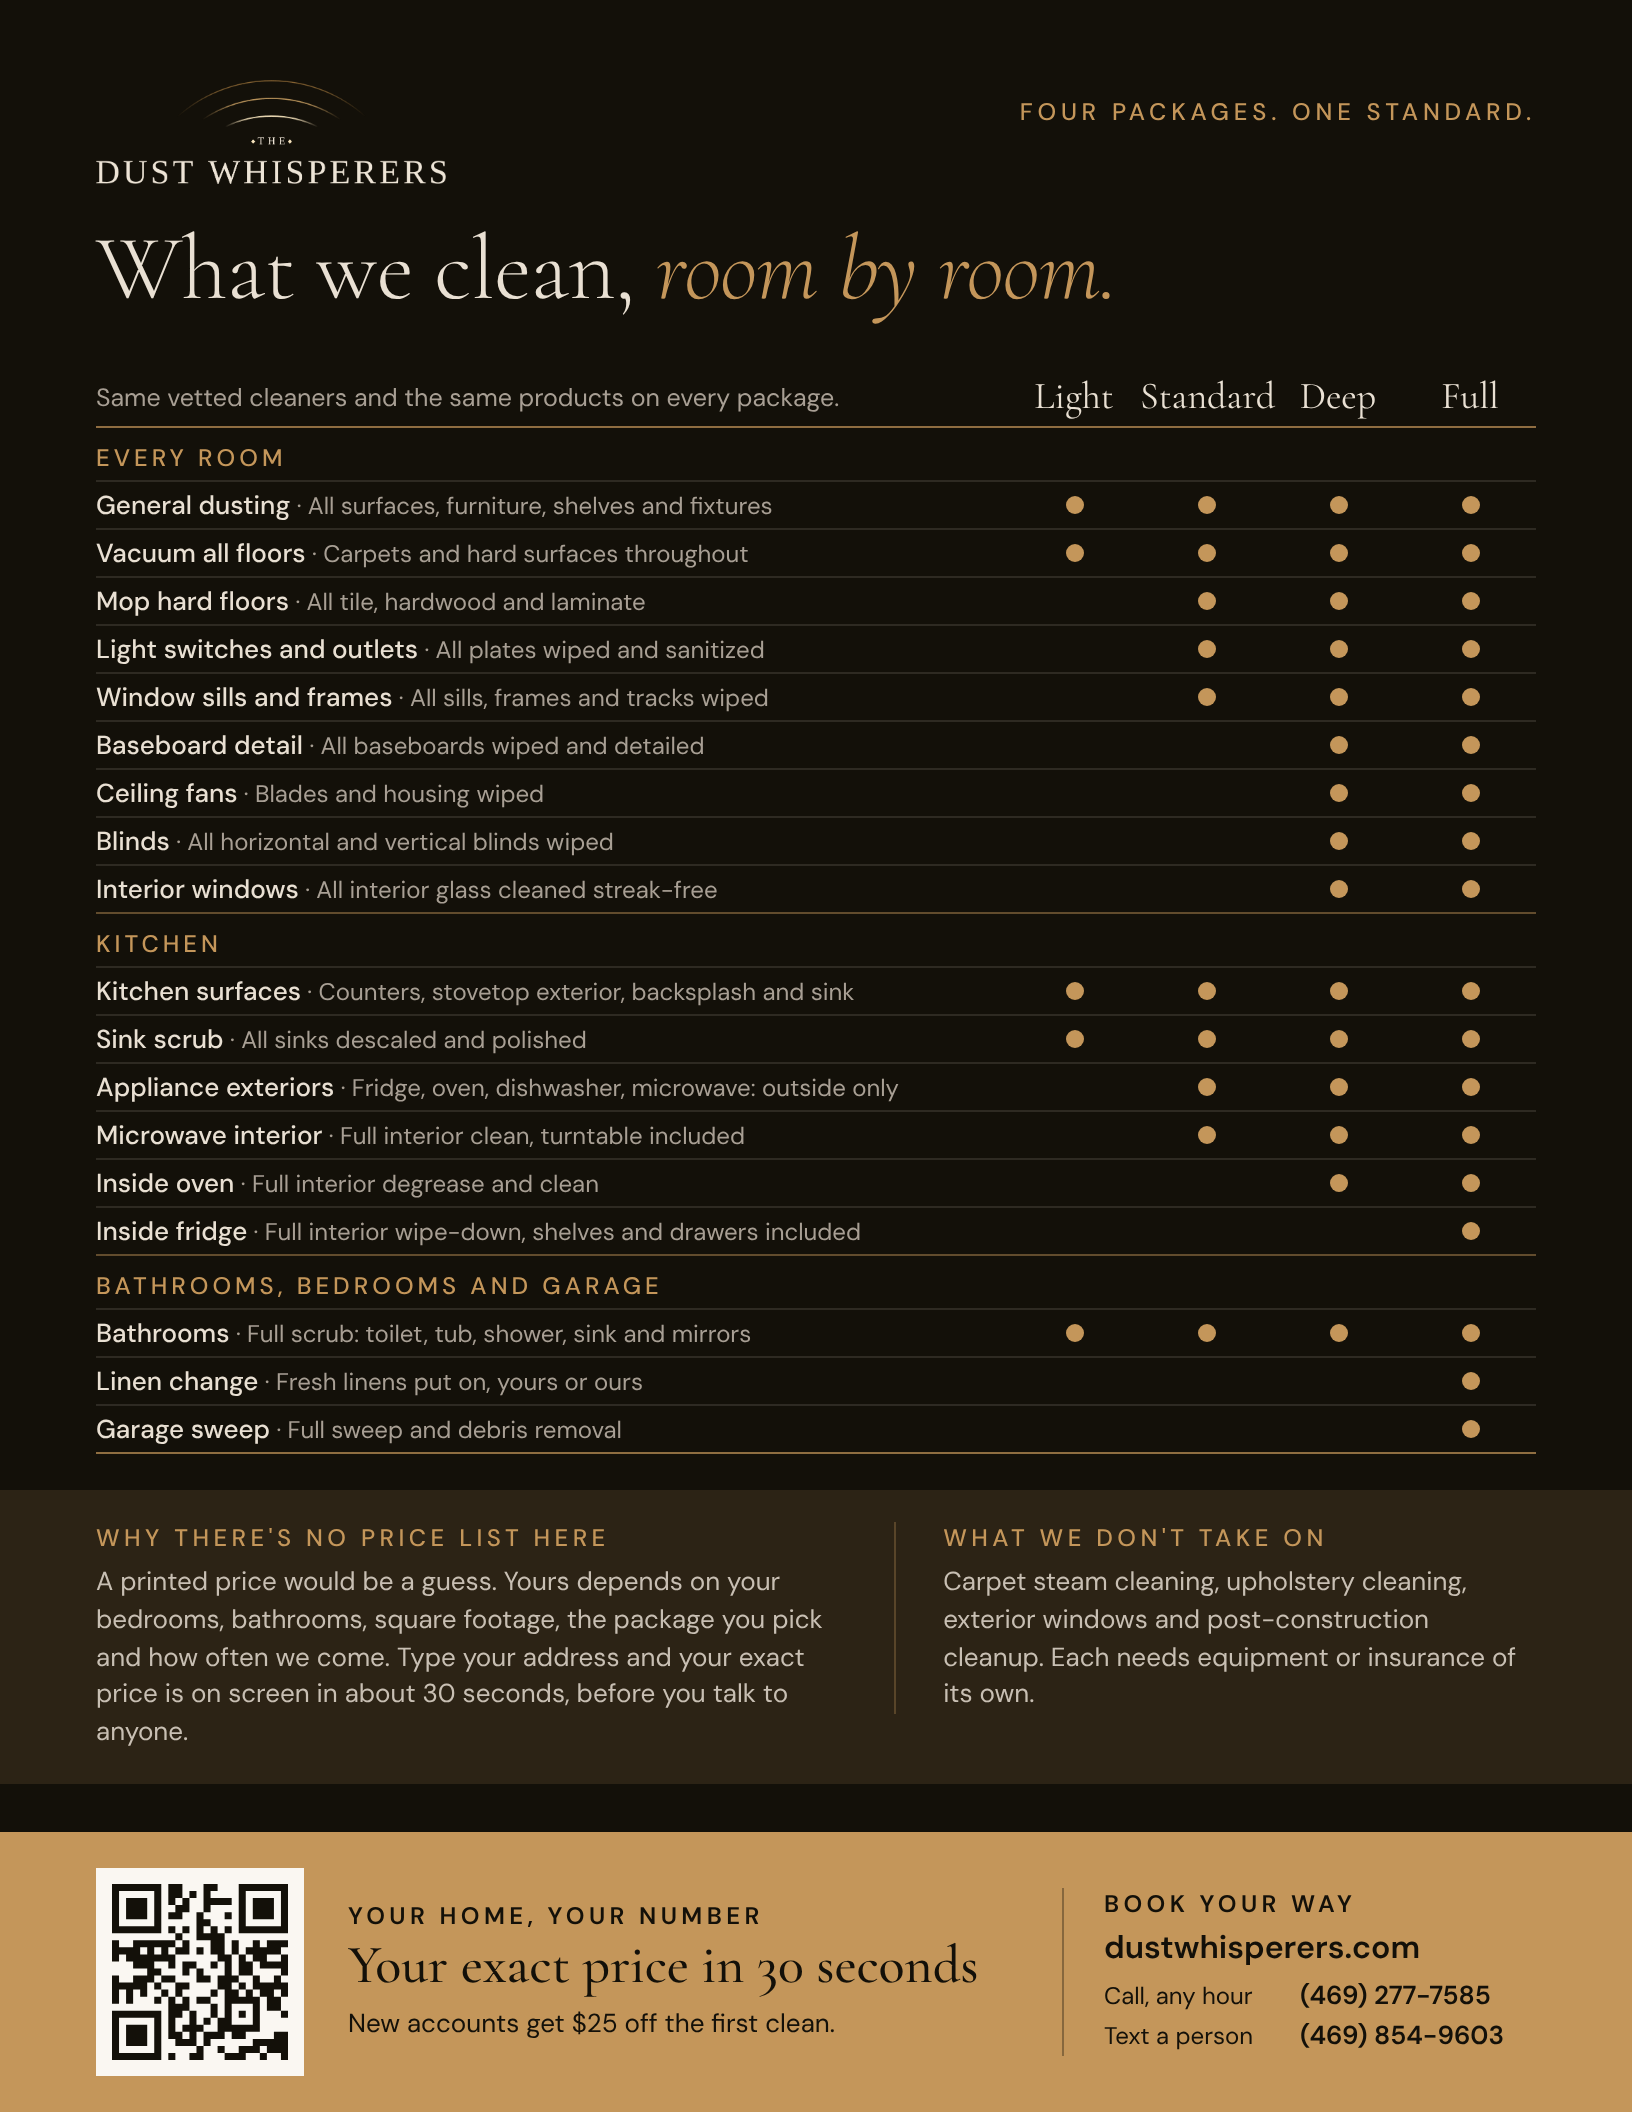 THE
DUST WHISPERERS
FOUR PACKAGES. ONE STANDARD.
What we clean, room by room.
Same vetted cleaners and the same products on every package. Light Standard Deep Full
EVERY ROOM
General dusting · All surfaces, furniture, shelves and fixtures
Vacuum all floors · Carpets and hard surfaces throughout
Mop hard floors · All tile, hardwood and laminate
Light switches and outlets · All plates wiped and sanitized
Window sills and frames · All sills, frames and tracks wiped
Baseboard detail · All baseboards wiped and detailed
Ceiling fans · Blades and housing wiped
Blinds · All horizontal and vertical blinds wiped
Interior windows · All interior glass cleaned streak-free
KITCHEN
Kitchen surfaces · Counters, stovetop exterior, backsplash and sink
Sink scrub · All sinks descaled and polished
Appliance exteriors · Fridge, oven, dishwasher, microwave: outside only
Microwave interior · Full interior clean, turntable included
Inside oven · Full interior degrease and clean
Inside fridge · Full interior wipe-down, shelves and drawers included
BATHROOMS, BEDROOMS AND GARAGE
Bathrooms · Full scrub: toilet, tub, shower, sink and mirrors
Linen change · Fresh linens put on, yours or ours
Garage sweep · Full sweep and debris removal
WHY THERE'S NO PRICE LIST HERE
A printed price would be a guess. Yours depends on your
bedrooms, bathrooms, square footage, the package you pick
and how often we come. Type your address and your exact
price is on screen in about 30 seconds, before you talk to
anyone.
WHAT WE DON'T TAKE ON
Carpet steam cleaning, upholstery cleaning,
exterior windows and post-construction
cleanup. Each needs equipment or insurance of
its own.
YOUR HOME, YOUR NUMBER
Your exact price in 30 seconds
New accounts get $25 off the first clean.
BOOK YOUR WAY
dustwhisperers.com
Call, any hour (469) 277-7585
Text a person (469) 854-9603